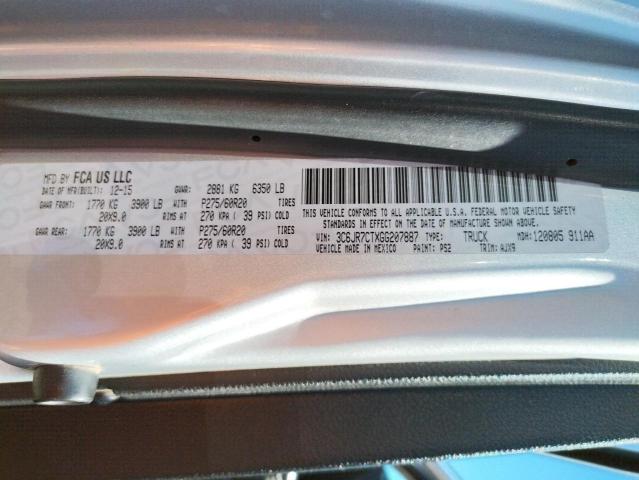 MFD BY FCA US LLC
DATE OF MFR(BUILT): 12-15 GVWR: 2881 KG 6350 LB
GAWR FRONT: 1770 KG 3900 LB P275/60R20 TIRES
20X9.0 RIMS AT 270 KPA ( 39 PSI) COLD
GAWR REAR: 1770 KG 3900 LB P275/60R20 TIRES
20X9.0 RIMS AT 270 KPA ( 39 PSI) COLD
THIS VEHICLE CONFORMS TO ALL APPLICABLE U.S.A. FEDERAL MOTOR VEHICLE SAFETY
STANDARDS IN EFFECT ON THE DATE OF MANUFACTURE SHOWN ABOVE.
VIN: 3C6JR7CTXGG207887 TYPE: TRUCK MDH: 120805 911AA
VEHICLE MADE IN MEXICO PAINT: PS2 TRIM: AJX9